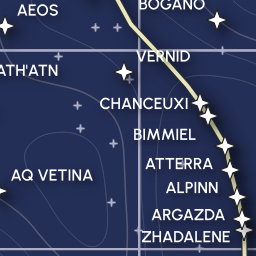 BOGANO
AEOS
VERNID
ATH'ATN
CHANCEUXI
BIMMIEL
ATTERRA
AQ VETINA
ALPINN
ARGAZDA
ZHADALENE